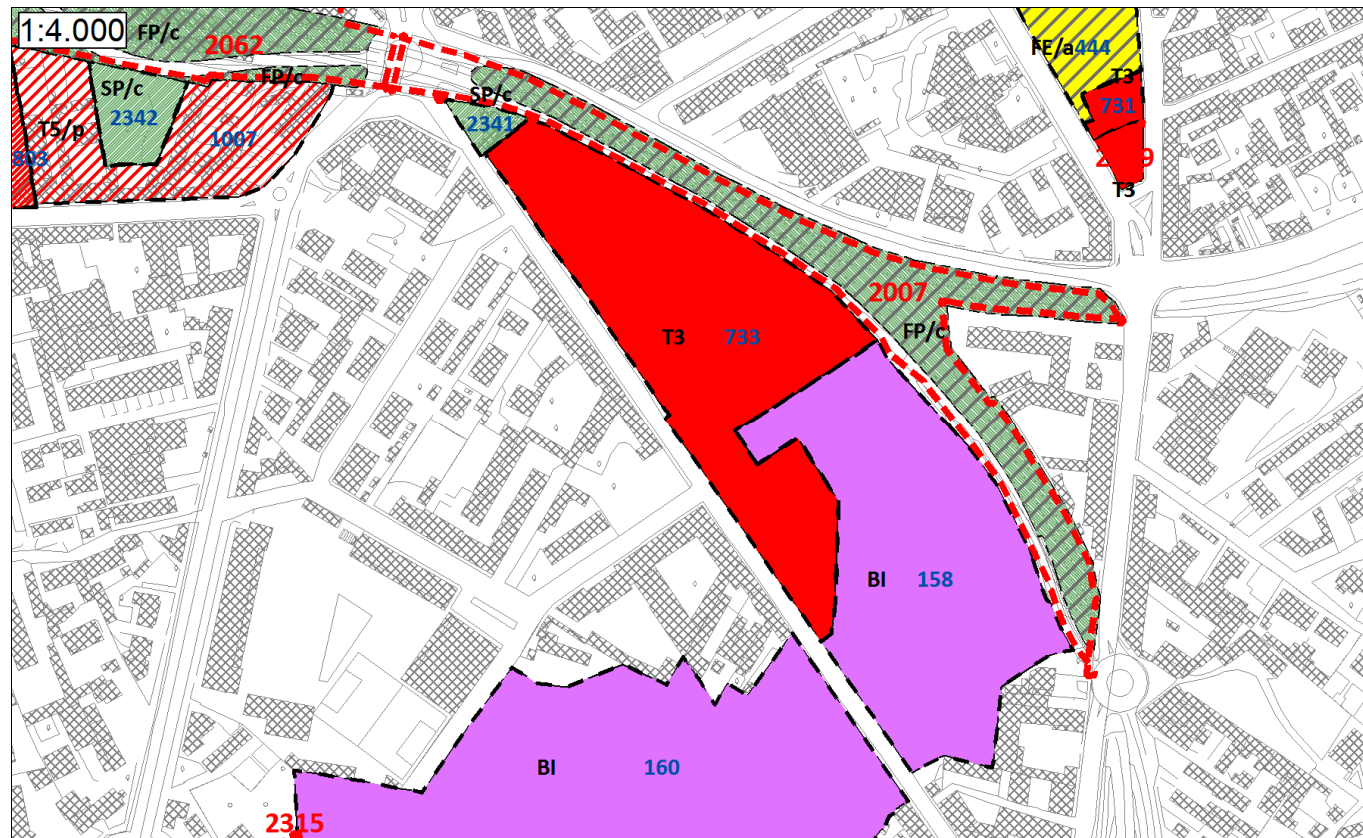 1:4.000
FP/c
2062
FE/a 444
FP/c
T3
SP/c
SP/c
731
2342
2341
T5/p
1007
803
T3
2007
FP/c
T3 733
BI 158
BI 160
2315